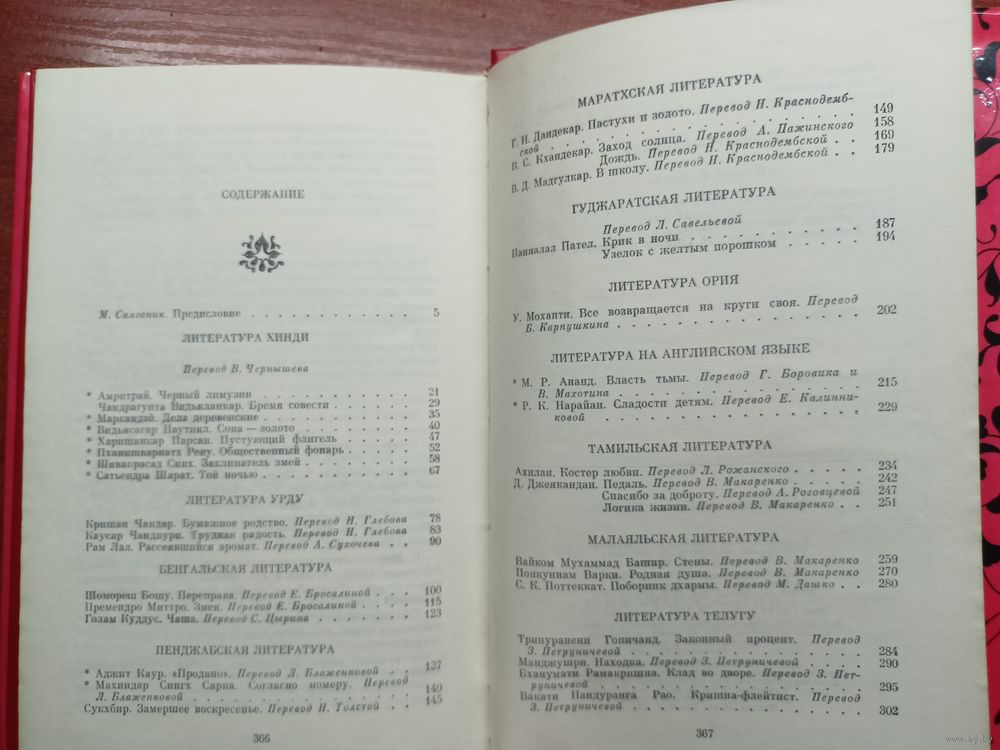 СОДЕРЖАНИЕ
М. Салганик. Предисловие . . . . . . . . . . . 5
ЛИТЕРАТУРА ХИНДИ
Перевод В. Чернышева
* Амритрай. Черный лимузин . . . . . . . . . . 21
Чандрагупта Видьяланкар. Бремя совести . . . . . . 29
* Маркандэй. Дела деревенские . . . . . . . . . . 35
* Видьясагар Наутиял. Сона — золото . . . . . . . . 40
* Харишанкар Парсаи. Пустующий флигель . . . . . . 47
* Пханишварнатх Рену. Общественный фонарь . . . . . 52
* Шивапрасад Синх. Заклинатель змей . . . . . . . . 58
* Сатьендра Шарат. Той ночью . . . . . . . . . . 67
ЛИТЕРАТУРА УРДУ
Кришан Чандар. Бумажное родство. Перевод Н. Глебова 78
Каусар Чандпури. Трудная радость. Перевод Н. Глебова 83
Рам Лал. Рассеявшийся аромат. Перевод А. Сухочева . . 90
БЕНГАЛЬСКАЯ ЛИТЕРАТУРА
Шоморешь Бошу. Переправа. Перевод Е. Бросалиной . . . 100
Премендро Миттро. Змея. Перевод Е. Бросалиной . . . . 115
Голам Куддус. Чаша. Перевод С. Цырина . . . . . . 123
ПЕНДЖАБСКАЯ ЛИТЕРАТУРА
* Аджит Каур. «Продано». Перевод Л. Блаженковой . . 137
* Махиндар Сингх Сарна. Согласно номеру. Перевод
Л. Блаженковой . . . . . . . . . . . . . 140
Сукхбир. Замершее воскресенье. Перевод И. Толстой . . 145
366
МАРАТХСКАЯ ЛИТЕРАТУРА
Г. Н. Дандекар. Пастухи и золото. Перевод И. Краснодемб-
ской . . . . . . . . . . . . . . . 149
В. С. Кхандекар. Заход солнца. Перевод А. Пажинского 158
Дождь. Перевод Н. Краснодембской . . 169
В. Д. Мадгулкар. В школу. Перевод Н. Краснодембской . . 179
ГУДЖАРАТСКАЯ ЛИТЕРАТУРА
Перевод Л. Савельевой
Панналал Пател. Крик в ночи . . . . . . . . . 187
Узелок с желтым порошком . . . . . 194
ЛИТЕРАТУРА ОРИЯ
У. Моханти. Все возвращается на круги своя. Перевод
Б. Карпушкина . . . . . . . . . . . . 202
ЛИТЕРАТУРА НА АНГЛИЙСКОМ ЯЗЫКЕ
* М. Р. Ананд. Власть тьмы. Перевод Г. Боровика и
В. Махотина . . . . . . . . . . . . . 215
* Р. К. Нарайан. Сладости детям. Перевод Е. Калинни-
ковой . . . . . . . . . . . . . . . 229
ТАМИЛЬСКАЯ ЛИТЕРАТУРА
Ахилан. Костер любви. Перевод Л. Рожанского . . . . . 234
Д. Джеякандан. Педаль. Перевод В. Макаренко . . . . . 242
Спасибо за доброту. Перевод А. Роговцевой 247
Логика жизни. Перевод В. Макаренко . . 251
МАЛАЯЛЬСКАЯ ЛИТЕРАТУРА
Вайком Мухаммад Башир. Стены. Перевод В. Макаренко 259
Понкуннам Варки. Родная душа. Перевод В. Макаренко 270
С. К. Поттеккат. Поборник дхармы. Перевод М. Дашко . . 280
ЛИТЕРАТУРА ТЕЛУГУ
Трипуранени Гопичанд. Законный процент. Перевод
З. Петруничевой . . . . . . . . . . . . 284
Манджушри. Находка. Перевод З. Петруничевой . . . . 290
Бханумати Рамакришна. Клад во дворе. Перевод З. Пет-
руничевой . . . . . . . . . . . . . . 295
Вакати Пандуранга Рао. Кришна-флейтист. Перевод
З. Петруничевой . . . . . . . . . . . . 302
367
www.ay.by